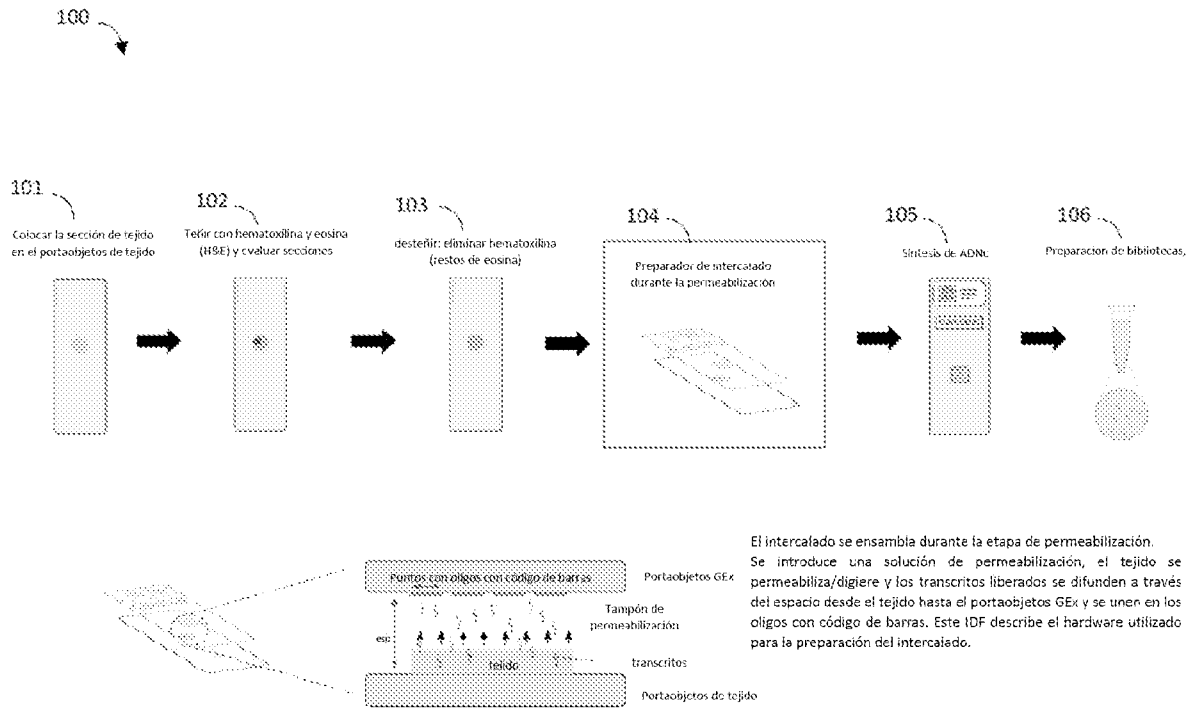 100
101
Colocar la sección de tejido
en el portaobjetos de tejido
102
Teñir con hematoxilina y eosina
(H&E) y evaluar secciones
103
desteñir: eliminar hematoxilina
(restos de eosina)
104
Preparador de intercalado
durante la permeabilización
105
Síntesis de ADNc
106
Preparación de bibliotecas,
Puntos con oligos con código de barras
Portaobjetos GEx
Tampón de
permeabilización
tejido
transcritos
Portaobjetos de tejido
El intercalado se ensambla durante la etapa de permeabilización.
Se introduce una solución de permeabilización, el tejido se
permeabiliza/digiere y los transcritos liberados se difunden a través
del espacio desde el tejido hasta el portaobjetos GEx y se unen en los
oligos con código de barras. Este IDF describe el hardware utilizado
para la preparación del intercalado.